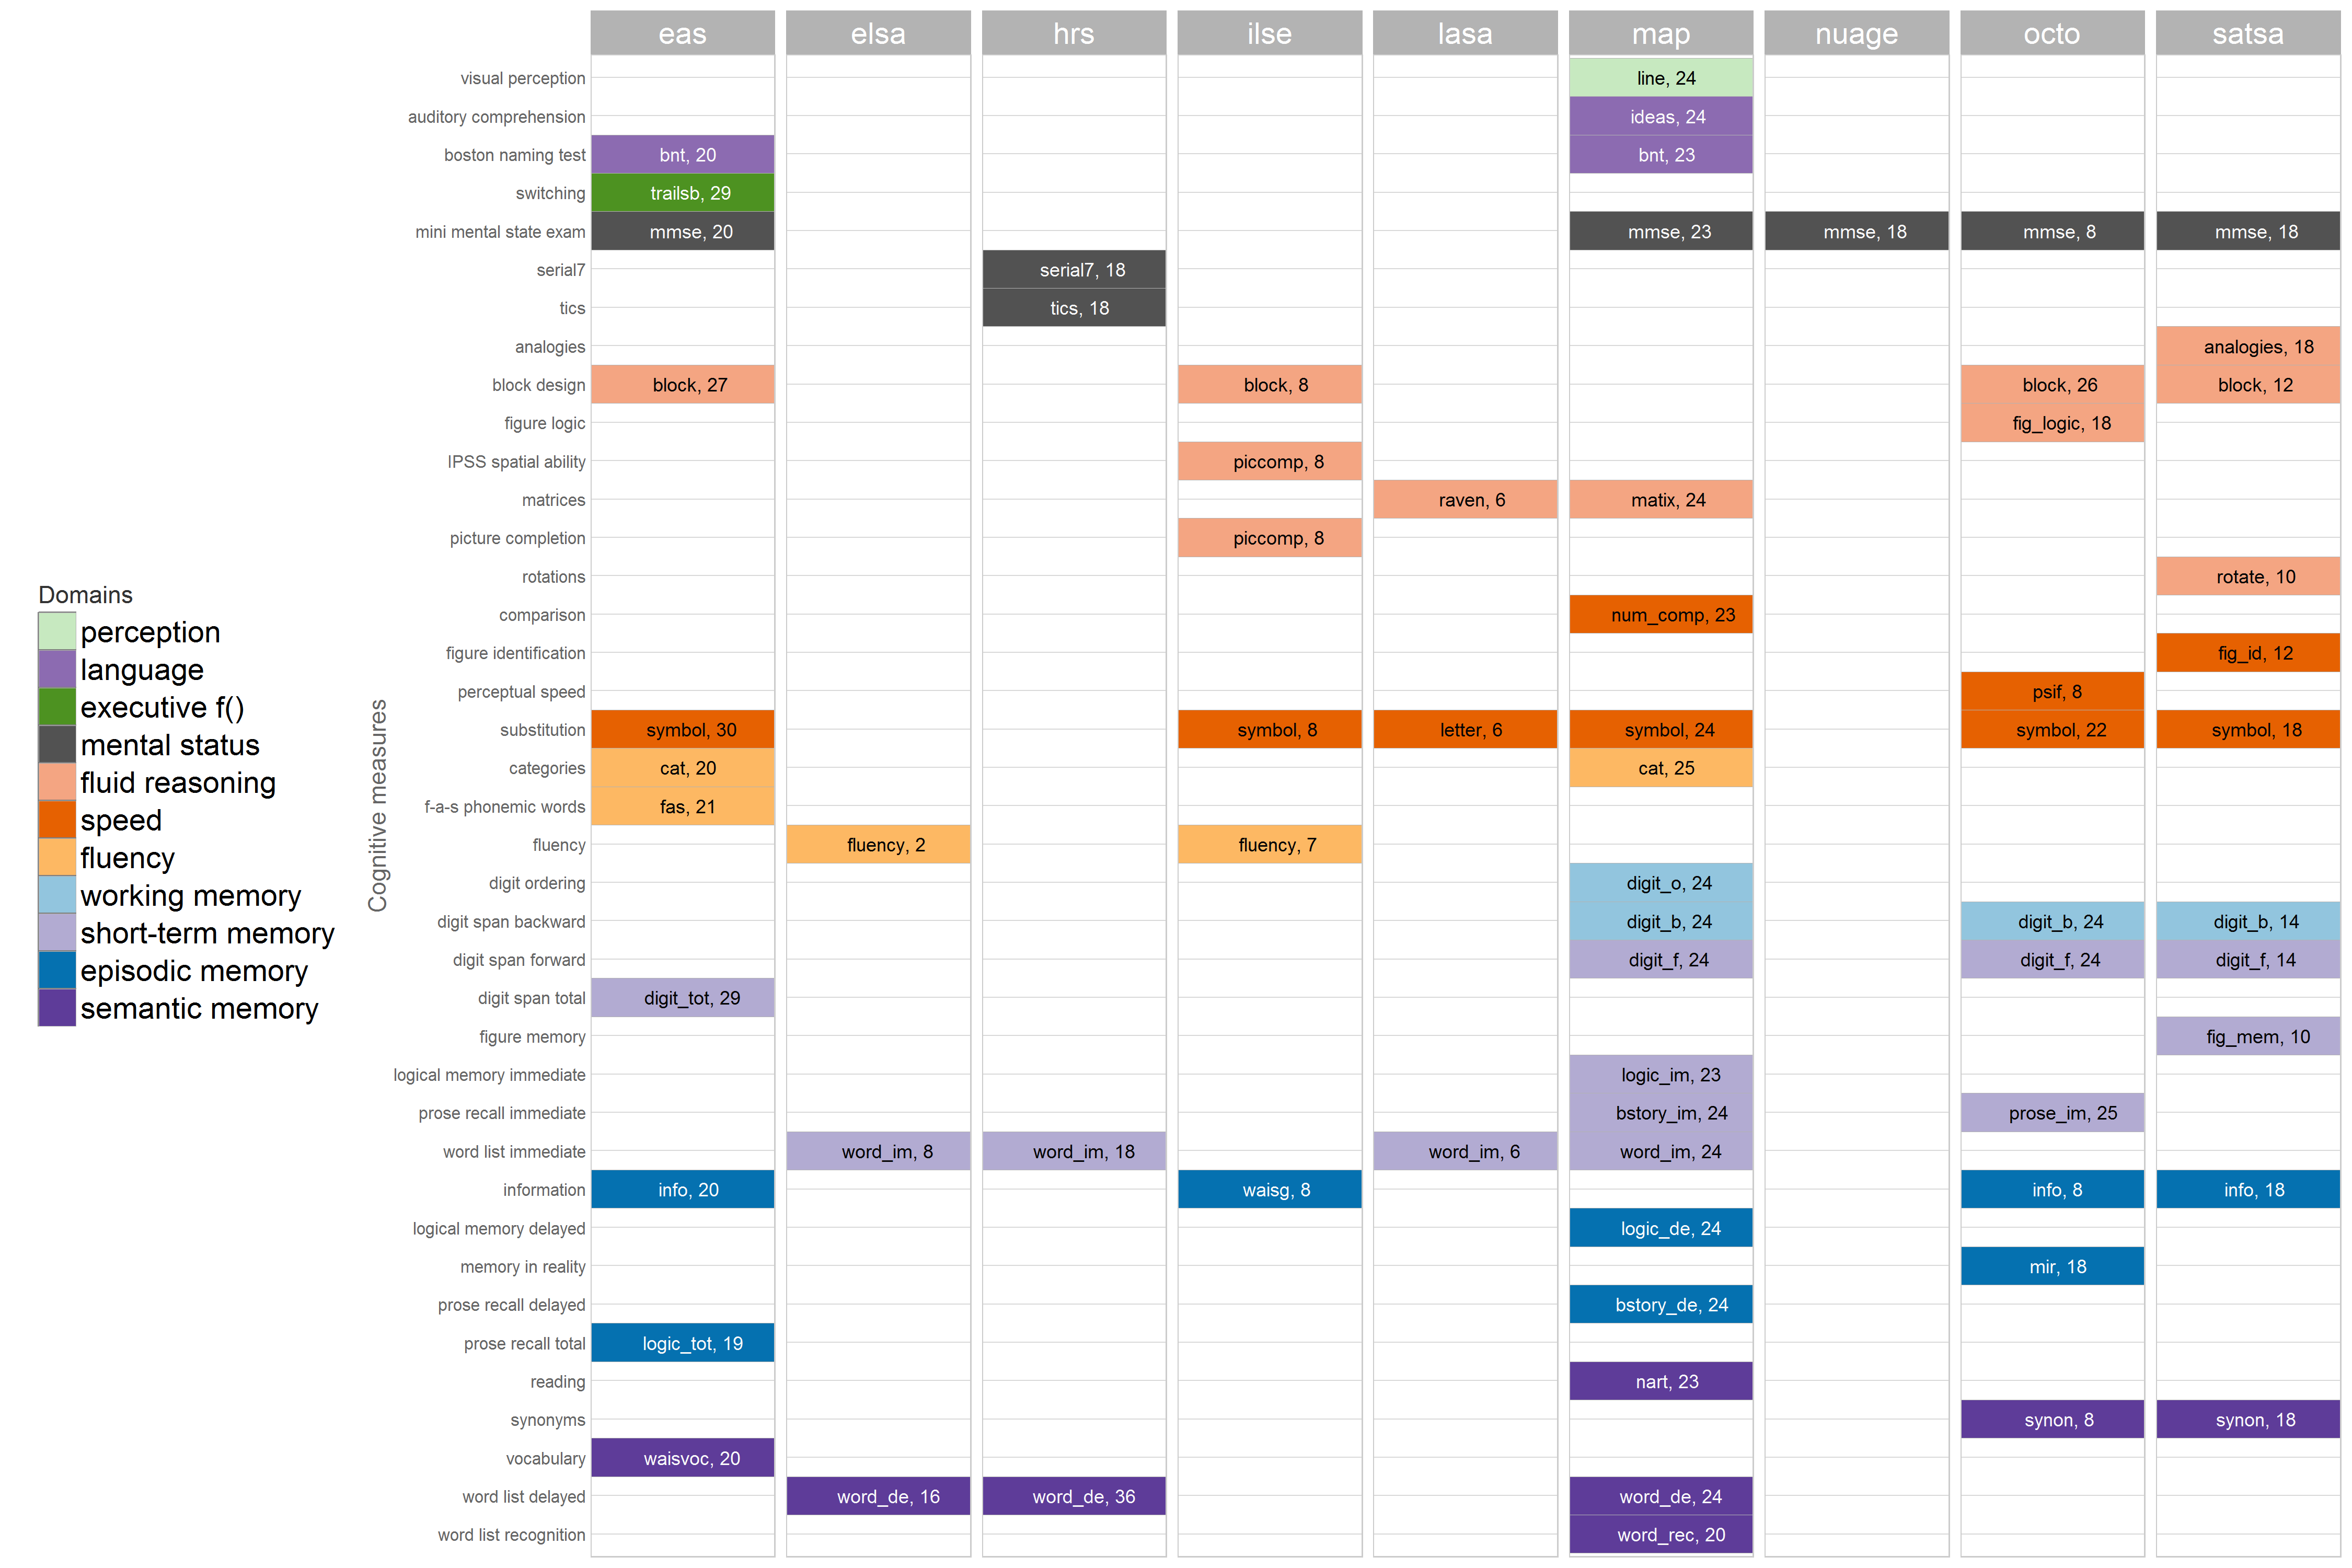 eas elsa hrs ilse lasa map nuage octo satsa
visual perception line, 24
auditory comprehension ideas, 24
boston naming test bnt, 20 bnt, 23
switching trailsb, 29
mini mental state exam mmse, 20 mmse, 23 mmse, 18 mmse, 8 mmse, 18
serial7 serial7, 18
tics tics, 18
analogies analogies, 18
block design block, 27 block, 8 block, 26 block, 12
figure logic fig_logic, 18
IPSS spatial ability piccomp, 8
matrices raven, 6 matix, 24
picture completion piccomp, 8
rotations rotate, 10
comparison num_comp, 23
figure identification fig_id, 12
perceptual speed psif, 8
substitution symbol, 30 symbol, 8 letter, 6 symbol, 24 symbol, 22 symbol, 18
categories cat, 20 cat, 25
f-a-s phonemic words fas, 21
fluency fluency, 2 fluency, 7
digit ordering digit_o, 24
digit span backward digit_b, 24 digit_b, 24 digit_b, 14
digit span forward digit_f, 24 digit_f, 24 digit_f, 14
digit span total digit_tot, 29
figure memory fig_mem, 10
logical memory immediate logic_im, 23
prose recall immediate bstory_im, 24 prose_im, 25
word list immediate word_im, 8 word_im, 18 word_im, 6 word_im, 24
information info, 20 waisg, 8 info, 8 info, 18
logical memory delayed logic_de, 24
memory in reality mir, 18
prose recall delayed bstory_de, 24
prose recall total logic_tot, 19
reading nart, 23
synonyms synon, 8 synon, 18
vocabulary waisvoc, 20
word list delayed word_de, 16 word_de, 36 word_de, 24
word list recognition word_rec, 20
Cognitive measures
Domains
perception
language
executive f()
mental status
fluid reasoning
speed
fluency
working memory
short-term memory
episodic memory
semantic memory